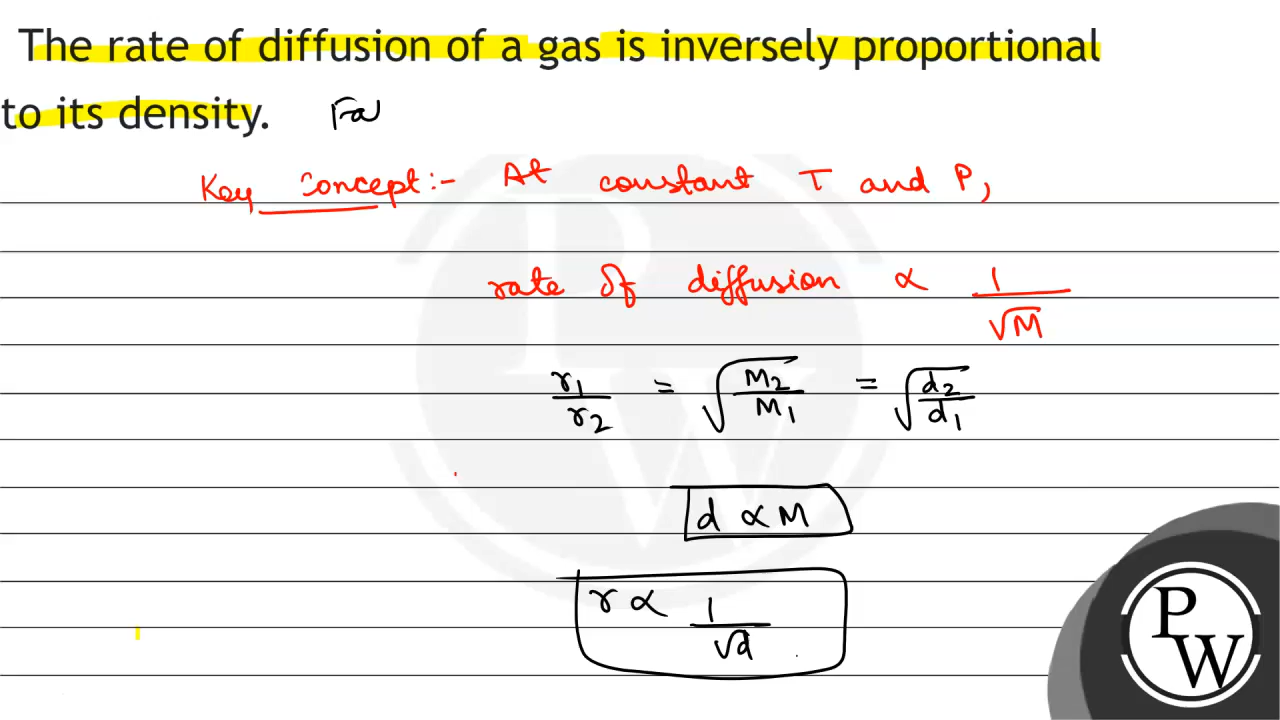 The rate of diffusion of a gas is inversely proportional
to its density. Fal
Key Concept:- At constant T and P,
rate of diffusion ∝ 1/√M
r1/r2 = √(M2/M1) = √(d2/d1)
d ∝ M
r ∝ 1/√d
P
W